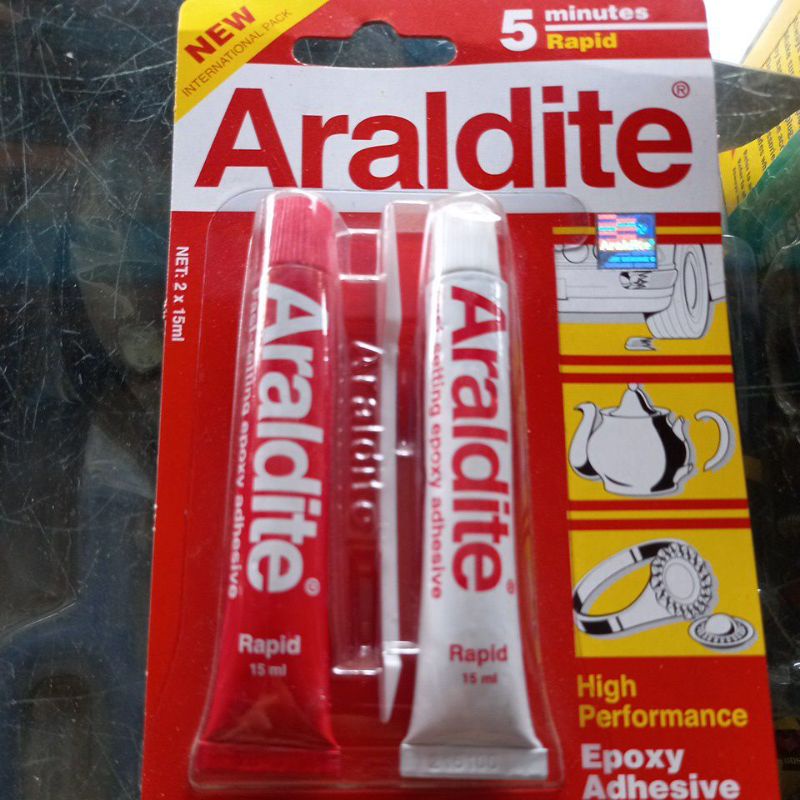 NEW
INTERNATIONAL PACK
5 minutes
Rapid
Araldite®
NET: 2 x 15ml
Araldite
Araldite®
setting epoxy adhesive
Rapid
15 ml
Araldite
Araldite®
setting epoxy adhesive
Rapid
15 ml
High
Performance
Epoxy
Adhesive